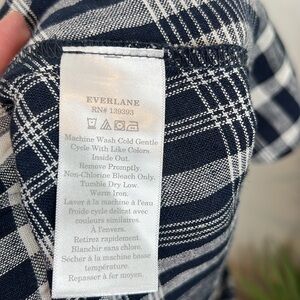 EVERLANE
RN# 139393
Machine Wash Cold Gentle
Cycle With Like Colors.
Inside Out.
Remove Promptly.
Non-Chlorine Bleach Only.
Tumble Dry Low.
Warm Iron.
Laver à la machine à l'eau
froide cycle délicat avec
couleurs similaires.
À l'envers.
Retirez rapidement.
Blanchir sans chlore.
Sécher à la machine basse
température.
Repasser à fer moyen.